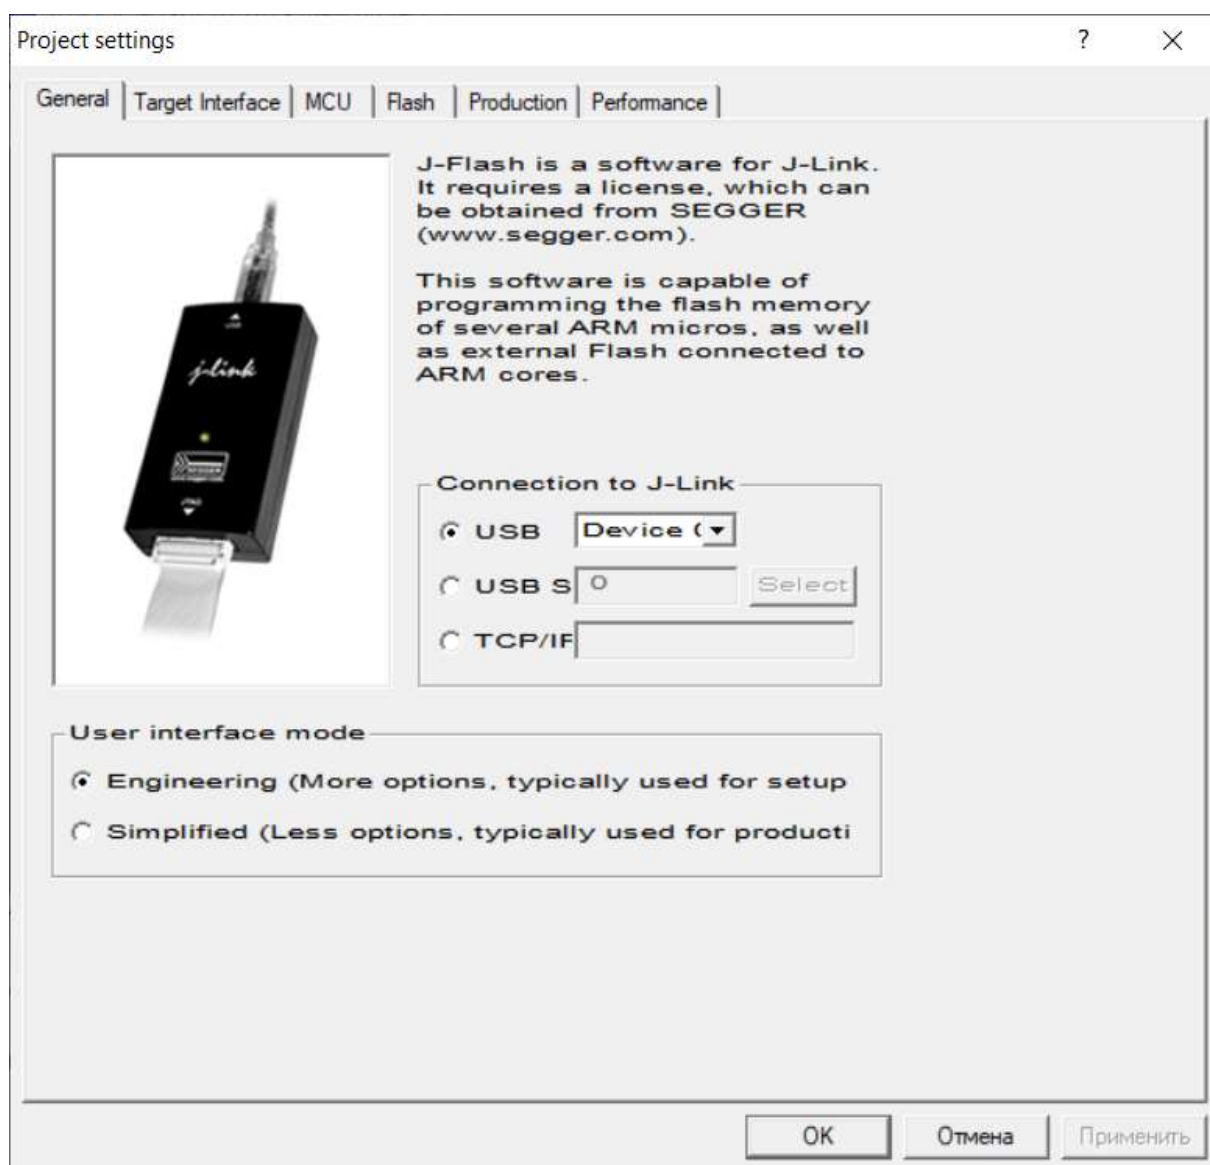 Project settings
?
General
Target Interface
MCU
Flash
Production
Performance
J-Flash is a software for J-Link.
It requires a license, which can
be obtained from SEGGER
(www.segger.com).
This software is capable of
programming the flash memory
of several ARM micros, as well
as external Flash connected to
ARM cores.
USB
j-link
SEGGER
Connection to J-Link
USB
Device
USB S
0
Select
TCP/IF
User interface mode
Engineering (More options, typically used for setup
Simplified (Less options, typically used for producti
OK
Отмена
Применить